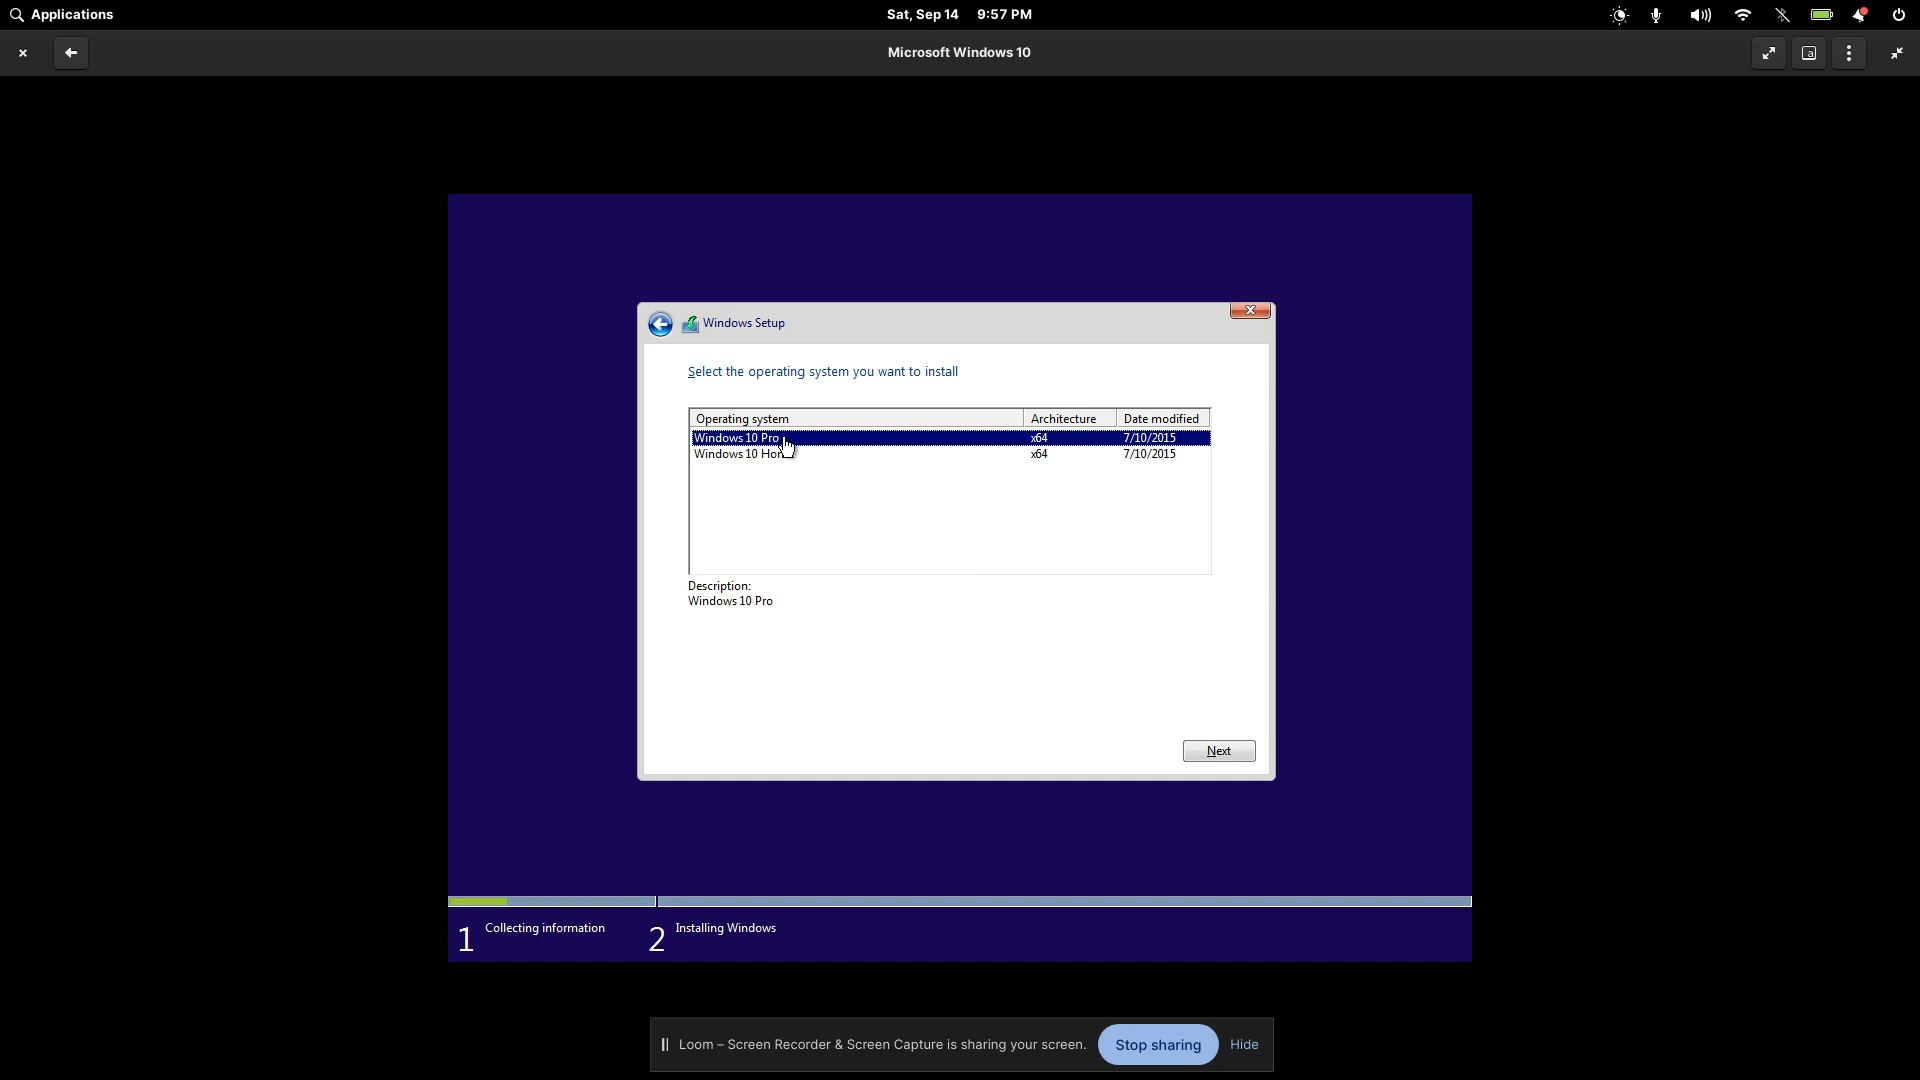 Applications
Sat, Sep 14 9:57 PM
Microsoft Windows 10
a
Windows Setup
Select the operating system you want to install
Operating system Architecture Date modified
Windows 10 Pro x64 7/10/2015
Windows 10 x64 7/10/2015
Description:
Windows 10 Pro
Next
1 Collecting information 2 Installing Windows
Loom – Screen Recorder & Screen Capture is sharing your screen. Stop sharing Hide